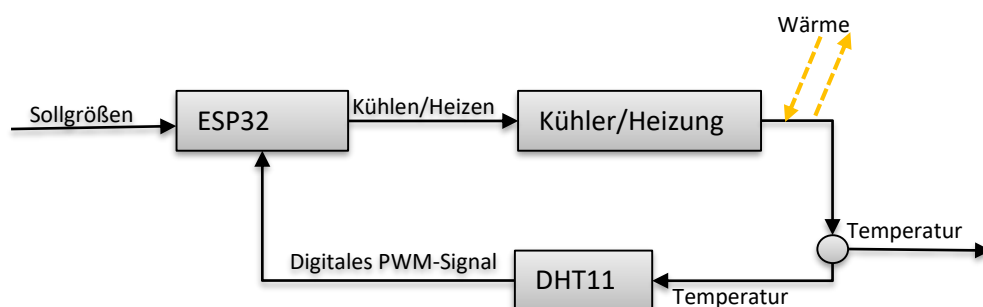 Wärme
Sollgrößen
ESP32
Kühlen/Heizen
Kühler/Heizung
Temperatur
Digitales PWM-Signal
DHT11
Temperatur